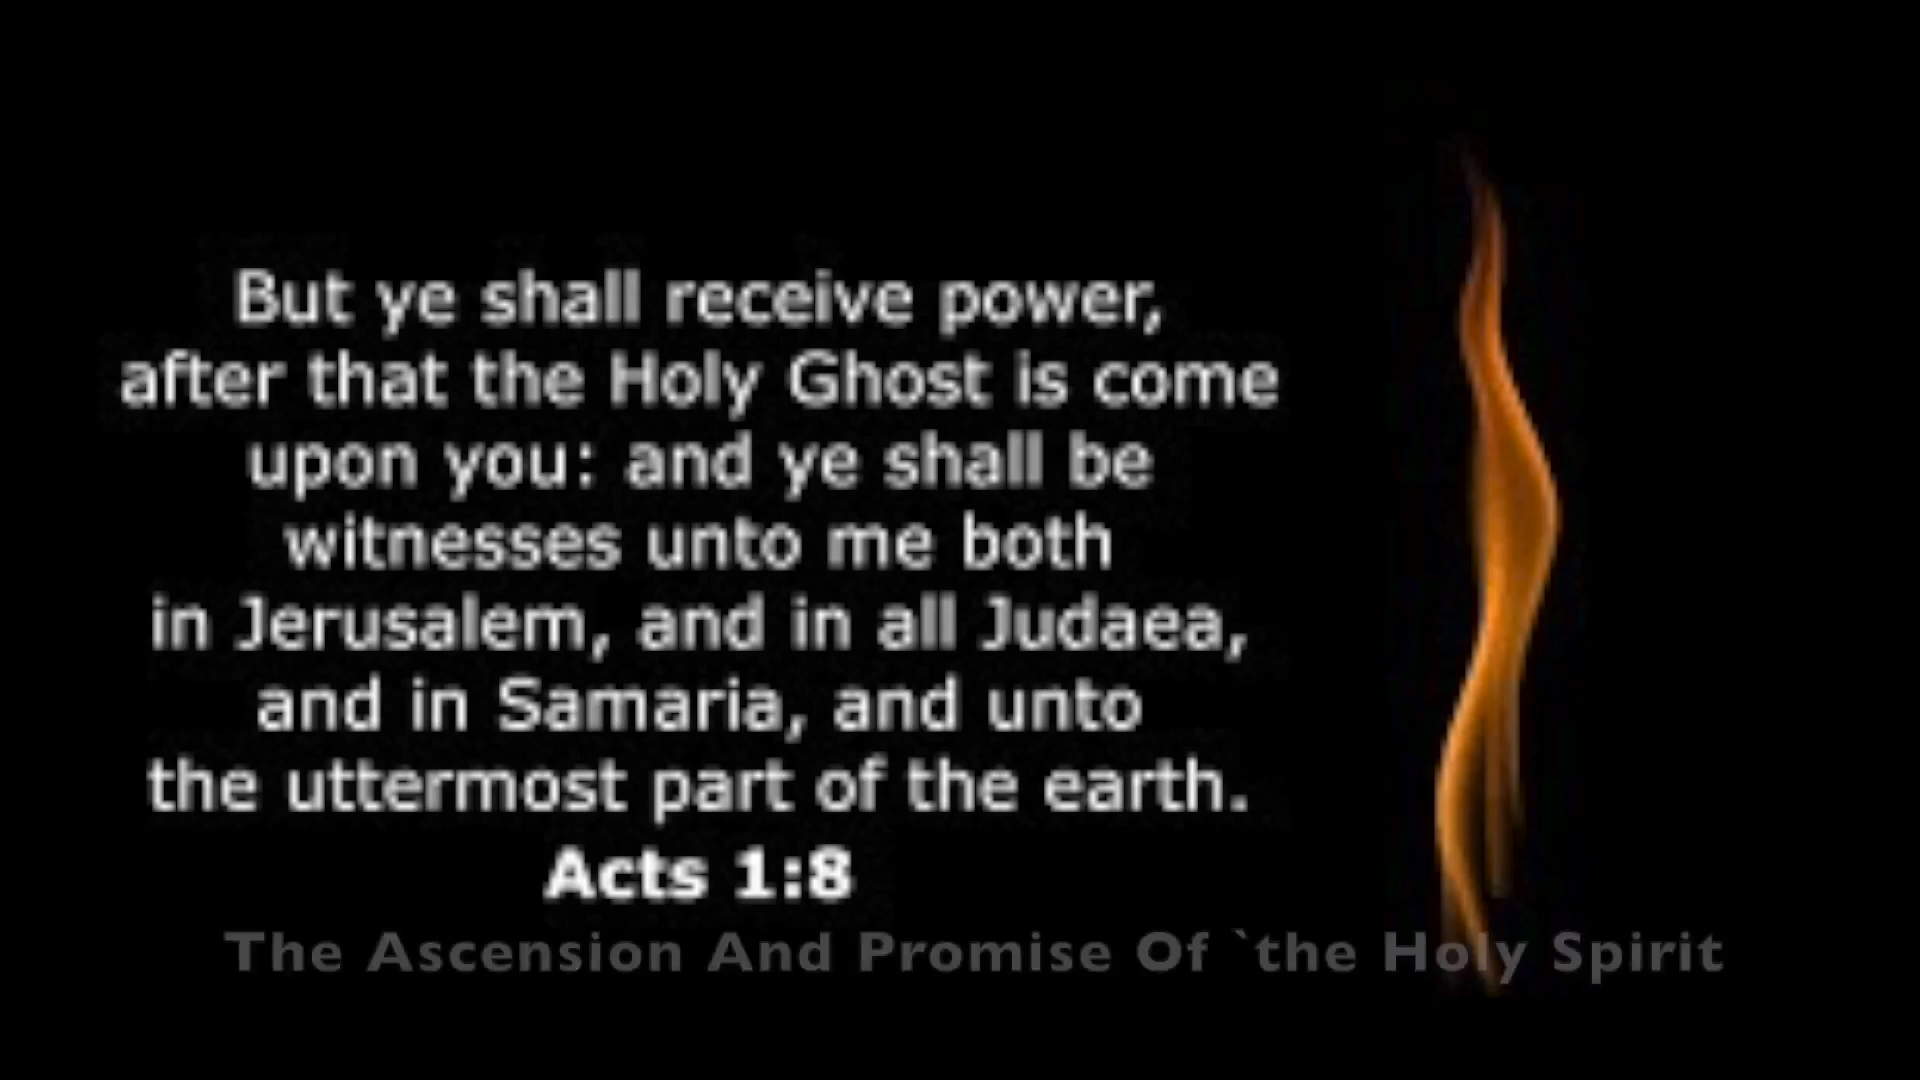 But ye shall receive power,
after that the Holy Ghost is come
upon you: and ye shall be
witnesses unto me both
in Jerusalem, and in all Judaea,
and in Samaria, and unto
the uttermost part of the earth.
Acts 1:8
The Ascension And Promise Of `the Holy Spirit